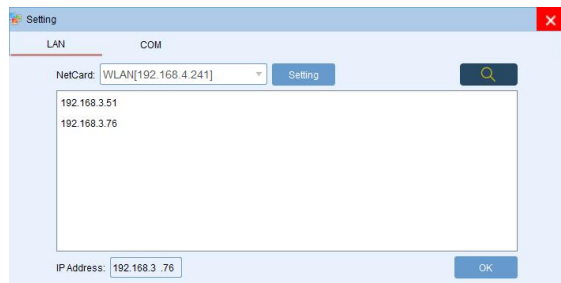 Setting
LAN COM
NetCard: WLAN[192.168.4.241] Setting
192.168.3.51
192.168.3.76
IP Address: 192.168.3 .76 OK